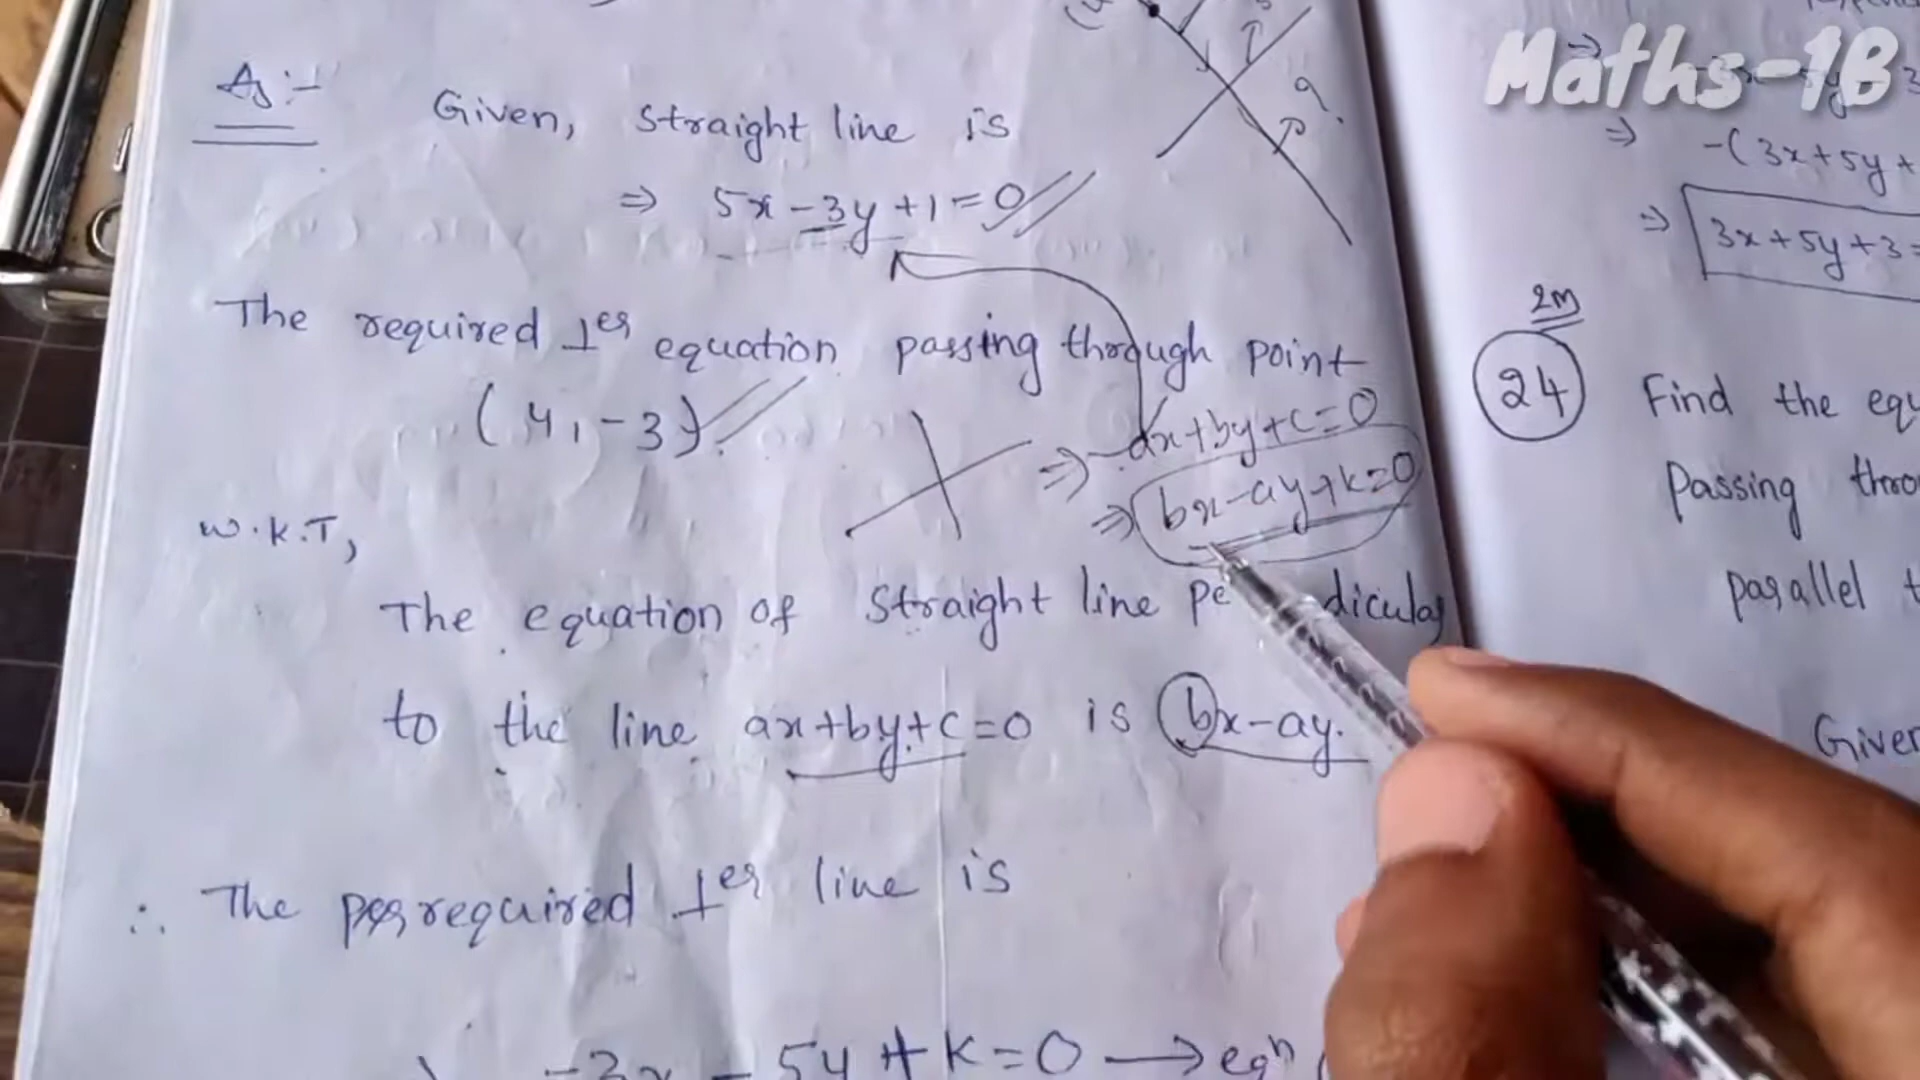 Maths-1B
A :-
Given, straight line is
⇒ 5x - 3y + 1 = 0
The required ⊥er equation passing through point
(4, -3).
⇒ ax+by+c=0
⇒ bx-ay+k=0
W.K.T,
The equation of straight line pe dicular
to the line ax+by+c=0 is bx-ay.
∴ The required ⊥er line is
-3x - 5y + k = 0 → eqn
⇒ -(3x+5y+
⇒ 3x+5y+3=
2M
24 Find the equ
Passing thro
parallel t
Given